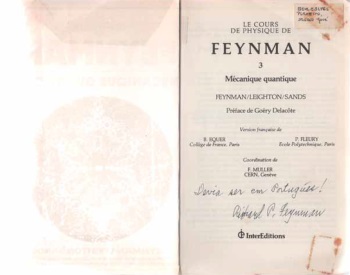 LE COURS
DE PHYSIQUE DE
FEYNMAN
3
Mécanique quantique
FEYNMAN/LEIGHTON/SANDS
Préface de Goéry Delacôte
Version française de
B. EQUER
Collège de France, Paris
P. FLEURY
Ecole Polytechnique, Paris
Coordination de
F. MULLER
CERN, Genève
Devia ser em Português!
Richard P. Feynman
InterEditions